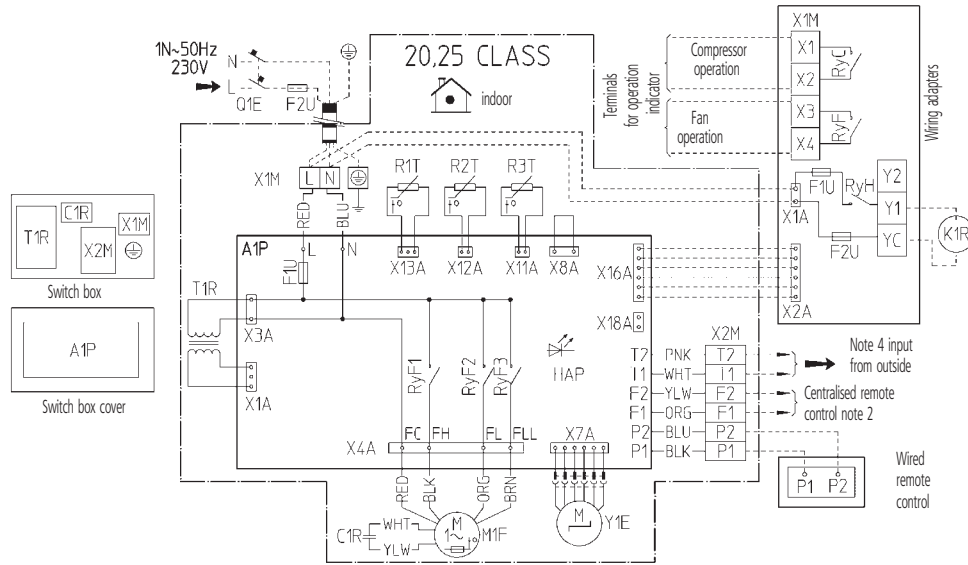 1N~50Hz
230V
N
L
Q1E
F2U
20,25 CLASS
indoor
X1M
L N
RED
BLU
R1T
R2T
R3T
X13A
X12A
X11A
X8A
A1P
L
N
F1U
T1R
X3A
X1A
RyF1
RyF2
RyF3
HAP
X16A
X18A
X4A
FC
FH
FL
FLL
X7A
RED
BLK
ORG
BRN
C1R
WHT
YLW
M
1~
M1F
M
Y1E
T2 PNK T2
I1 WHT I1
F2 YLW F2
F1 ORG F1
P2 BLU P2
P1 BLK P1
X2M
Note 4 input
from outside
Centralised remote
control note 2
P1 P2
Wired
remote
control
Terminals
for operation
indicator
Compressor
operation
Fan
operation
X1M
X1
X2
X3
X4
RyC
RyF
Wiring adapters
F1U
RyH
X1A
F2U
Y2
Y1
YC
K1R
X2A
T1R
C1R
X2M
X1M
Switch box
A1P
Switch box cover